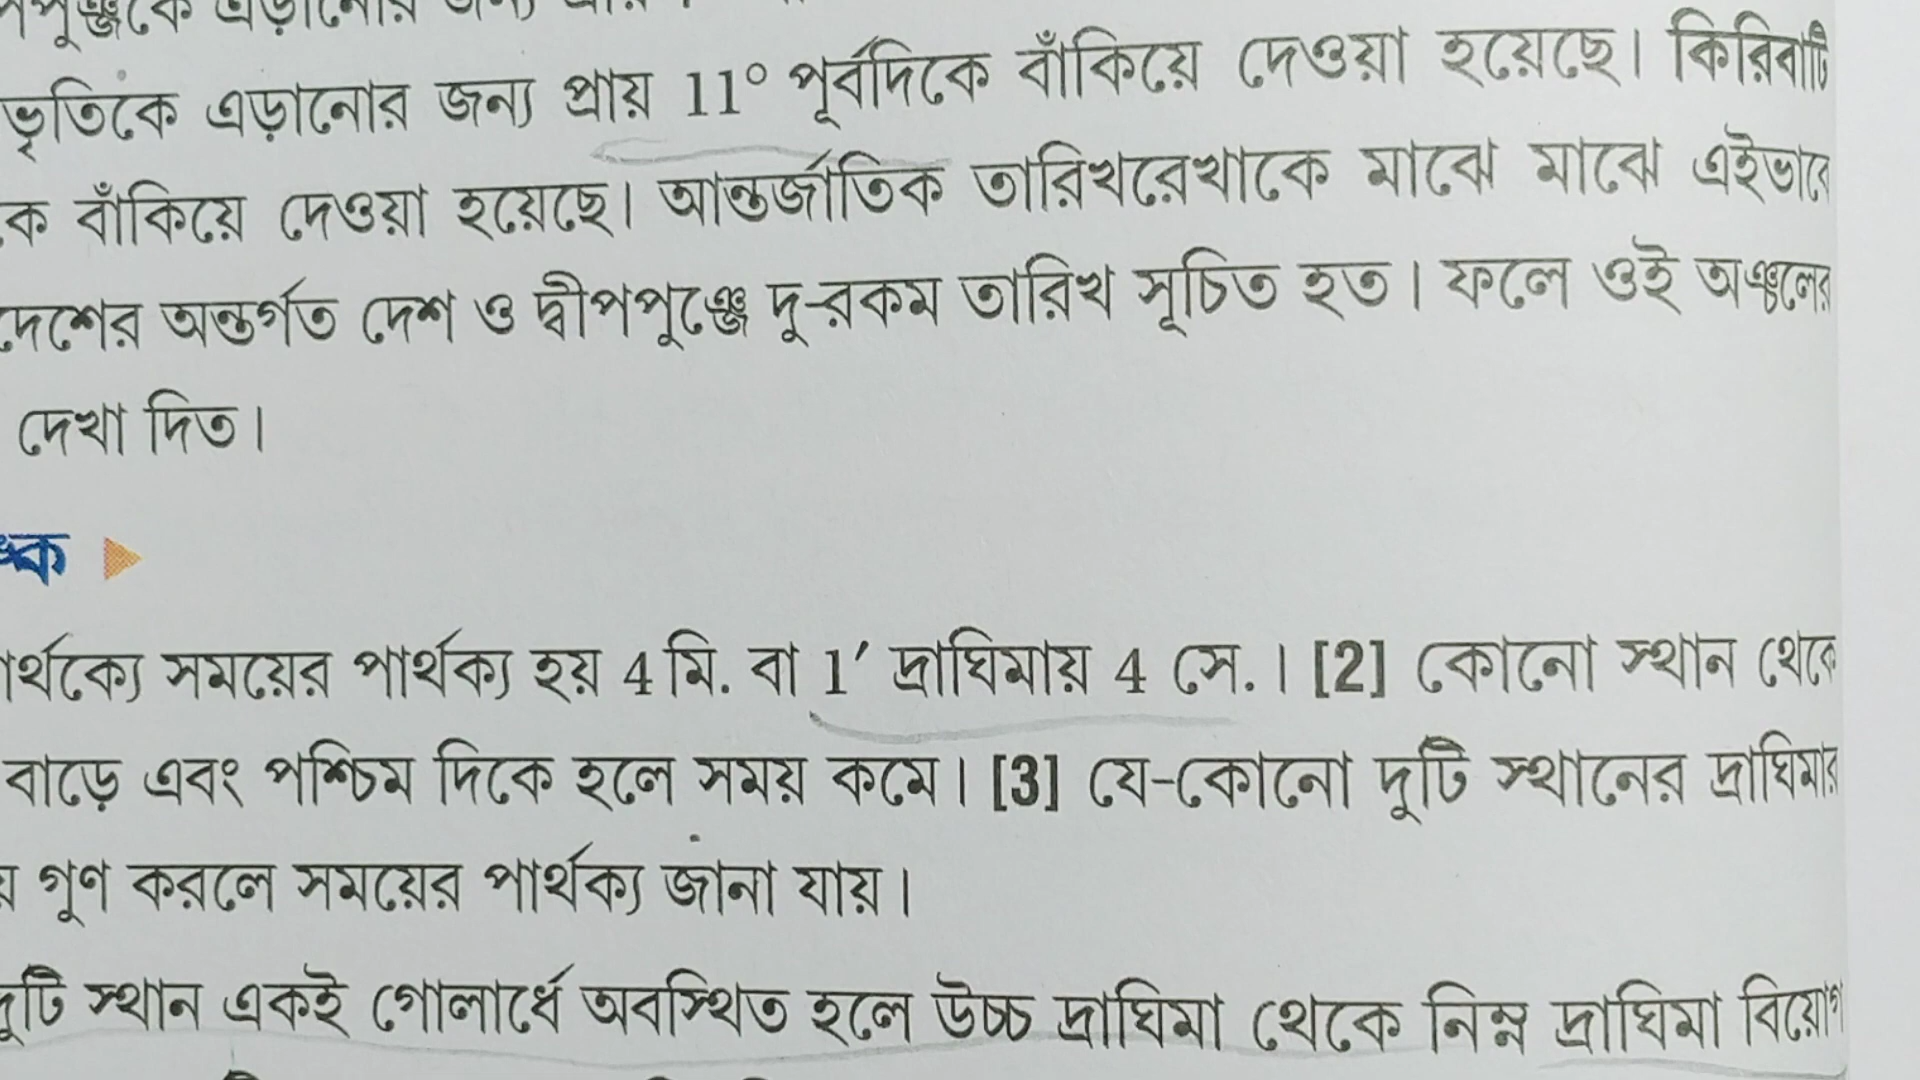 এড়ানোর
ভৃতিকে এড়ানোর জন্য প্রায় 11° পূর্বদিকে বাঁকিয়ে দেওয়া হয়েছে। কিরিবাটি
বাঁকিয়ে দেওয়া হয়েছে। আন্তর্জাতিক তারিখরেখাকে মাঝে মাঝে এইভাবে
দেশের অন্তর্গত দেশ ও দ্বীপপুঞ্জে দু-রকম তারিখ সূচিত হত। ফলে ওই অঞ্চলের
দেখা দিত।
র্থক্যে সময়ের পার্থক্য হয় 4 মি. বা 1′ দ্রাঘিমায় 4 সে.। [2] কোনো স্থান থেকে
বাড়ে এবং পশ্চিম দিকে হলে সময় কমে। [3] যে-কোনো দুটি স্থানের দ্রাঘিমার
গুণ করলে সময়ের পার্থক্য জানা যায়।
দুটি স্থান একই গোলার্ধে অবস্থিত হলে উচ্চ দ্রাঘিমা থেকে নিম্ন দ্রাঘিমা বিয়োগ